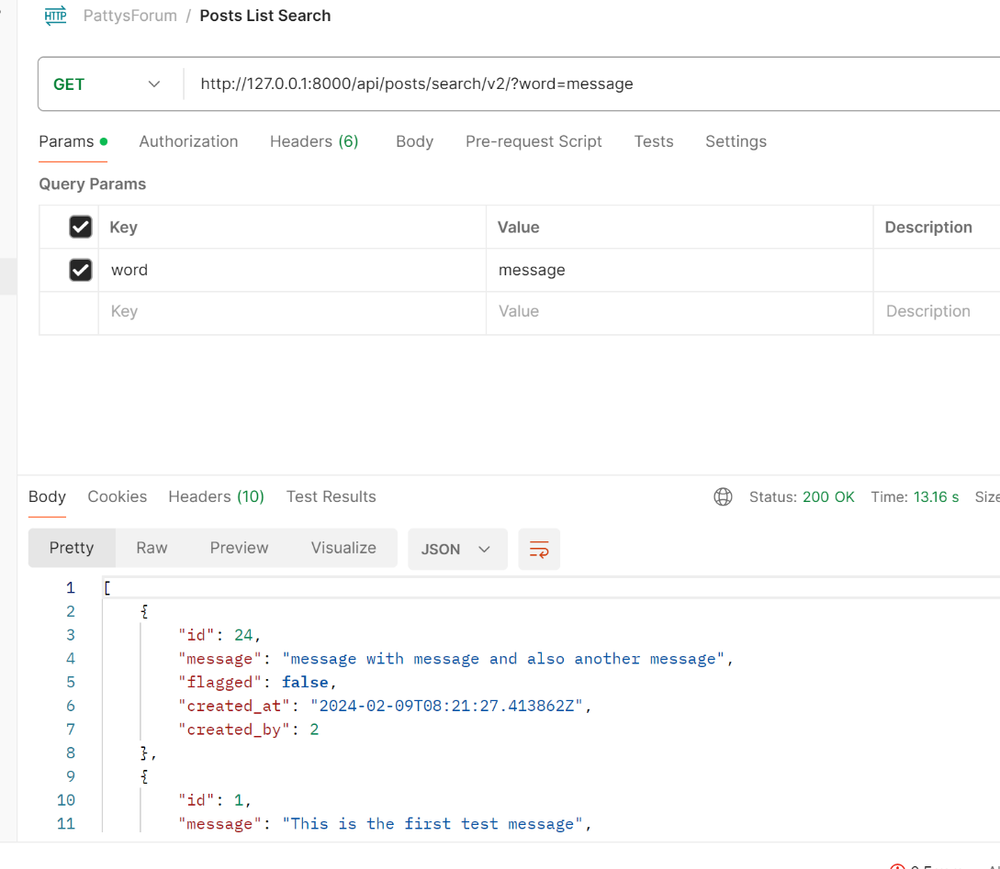 HTTP PattysForum / Posts List Search
GET http://127.0.0.1:8000/api/posts/search/v2/?word=message
Params Authorization Headers (6) Body Pre-request Script Tests Settings
Query Params
Key Value Description
word message
Key Value Description
Body Cookies Headers (10) Test Results Status: 200 OK Time: 13.16 s
Pretty Raw Preview Visualize JSON
1 [
2 {
3 "id": 24,
4 "message": "message with message and also another message",
5 "flagged": false,
6 "created_at": "2024-02-09T08:21:27.413862Z",
7 "created_by": 2
8 },
9 {
10 "id": 1,
11 "message": "This is the first test message",